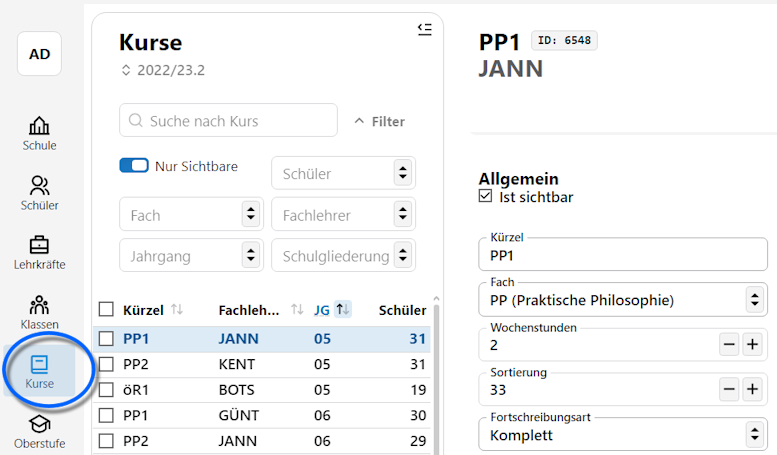 AD
Schule
Schüler
Lehrkräfte
Klassen
Kurse
Oberstufe
Kurse
2022/23.2
Suche nach Kurs
Filter
Nur Sichtbare
Schüler
Fach
Fachlehrer
Jahrgang
Schulgliederung
Kürzel Fachleh... JG Schüler
PP1 JANN 05 31
PP2 KENT 05 31
öR1 BOTS 05 19
PP1 GÜNT 06 30
PP2 JANN 06 29
PP1 ID: 6548
JANN
Allgemein
Ist sichtbar
Kürzel
PP1
Fach
PP (Praktische Philosophie)
Wochenstunden
2
Sortierung
33
Fortschreibungsart
Komplett